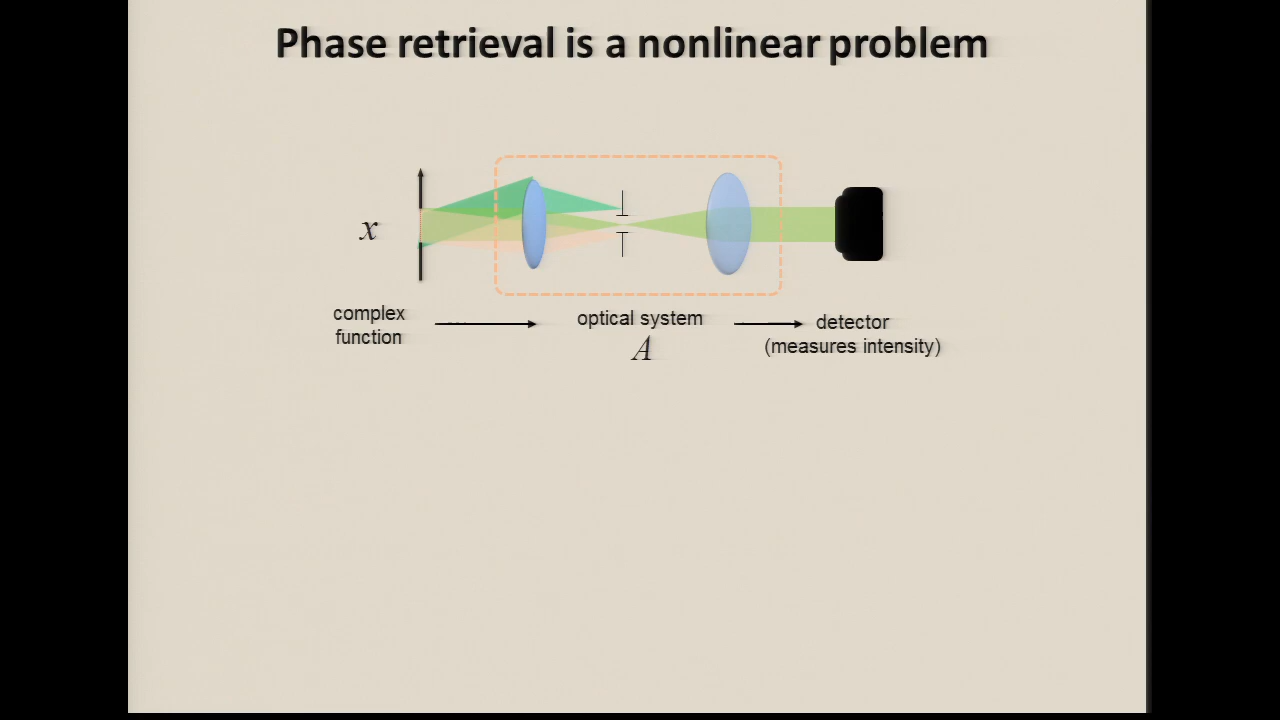 Phase retrieval is a nonlinear problem
x
complex
function
optical system
A
detector
(measures intensity)